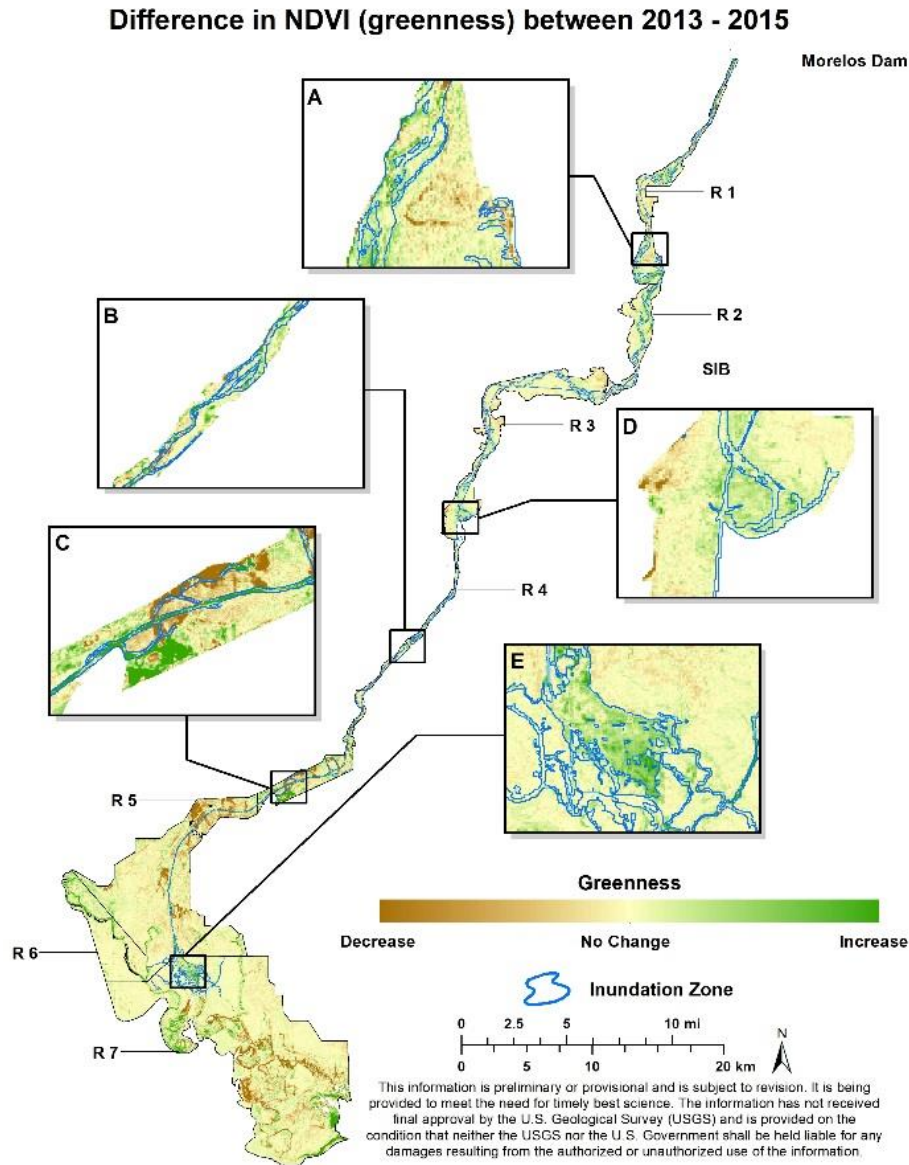 Difference in NDVI (greenness) between 2013 - 2015
Morelos Dam
A
R 1
B
R 2
SIB
R 3
D
C
R 4
E
R 5
Greenness
Decrease No Change Increase
R 6
Inundation Zone
0 2.5 5 10 mi
N
0 5 10 20 km
R 7
This information is preliminary or provisional and is subject to revision. It is being
provided to meet the need for timely best science. The information has not received
final approval by the U.S. Geological Survey (USGS) and is provided on the
condition that neither the USGS nor the U.S. Government shall be held liable for any
damages resulting from the authorized or unauthorized use of the information.